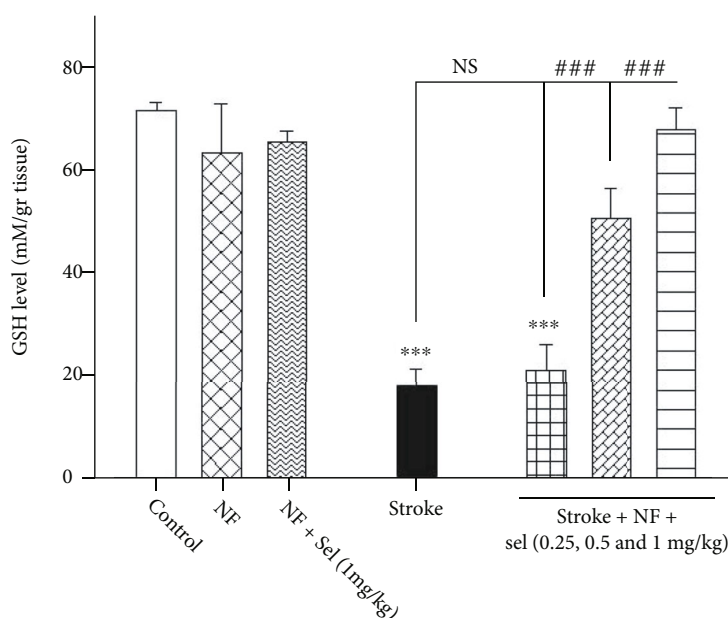 GSH level (mM/gr tissue)
80
60
40
20
0
NS
###
###
***
***
Control
NF
NF + Sel (1mg/kg)
Stroke
Stroke + NF +
sel (0.25, 0.5 and 1 mg/kg)